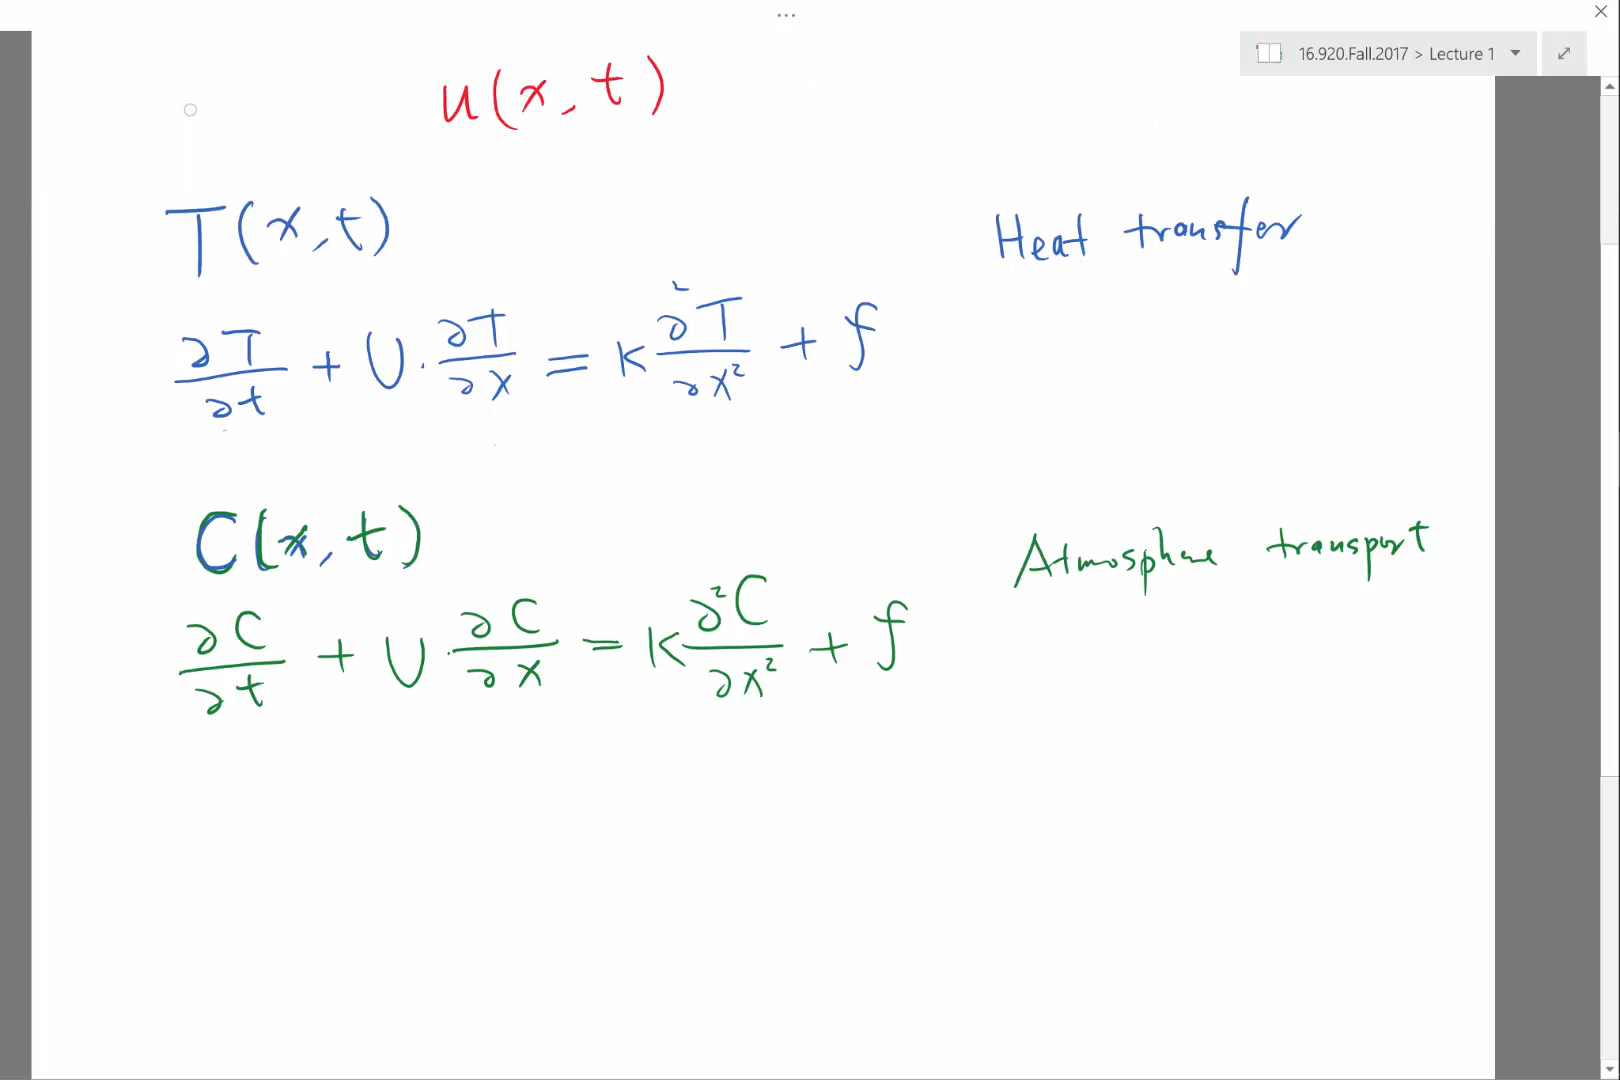 ...
16.920.Fall.2017 > Lecture 1
u(x,t)
T(x,t)
Heat transfer
∂T/∂t + U·∂T/∂x = κ ∂²T/∂x² + f
C(x,t)
Atmosphere transport
∂C/∂t + U·∂C/∂x = κ ∂²C/∂x² + f